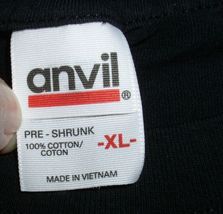 anvil
®
PRE-SHRUNK
100% COTTON/
COTON
-XL-
MADE IN VIETNAM